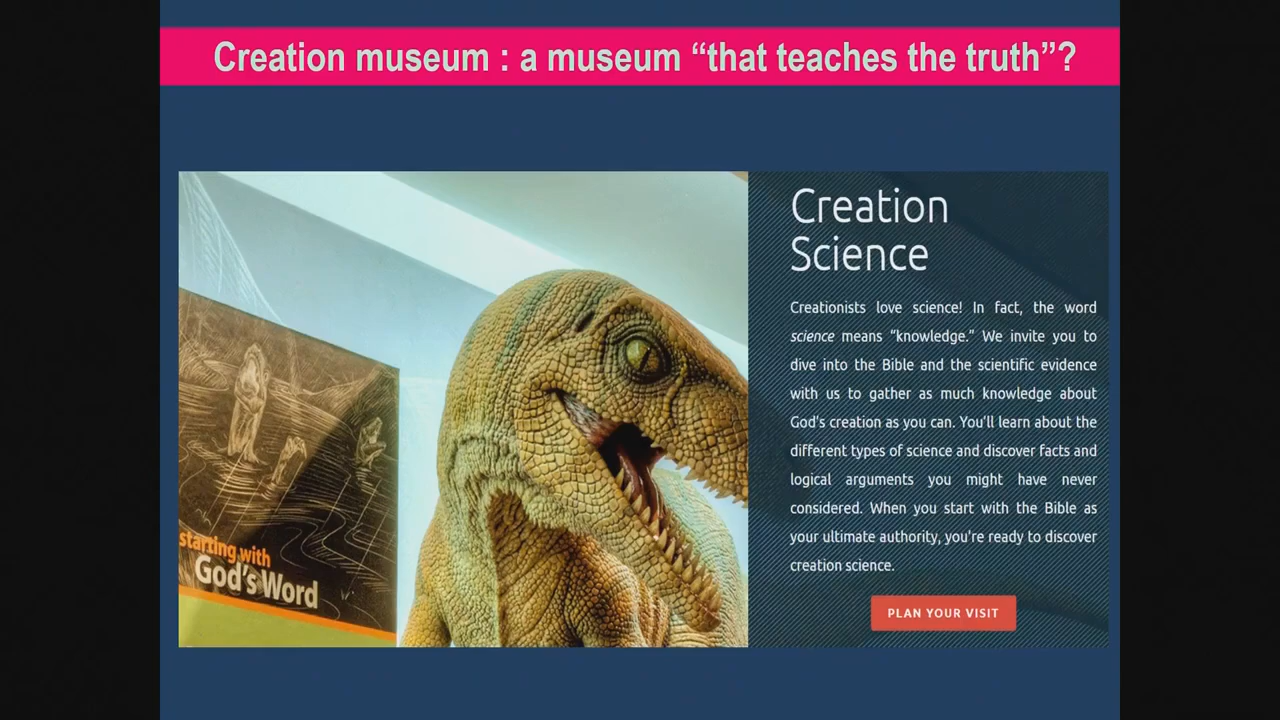 Creation museum : a museum “that teaches the truth”?
Creation
Science
Creationists love science! In fact, the word
science means “knowledge.” We invite you to
dive into the Bible and the scientific evidence
with us to gather as much knowledge about
God's creation as you can. You'll learn about the
different types of science and discover facts and
logical arguments you might have never
considered. When you start with the Bible as
your ultimate authority, you're ready to discover
creation science.
PLAN YOUR VISIT
starting with
God's Word